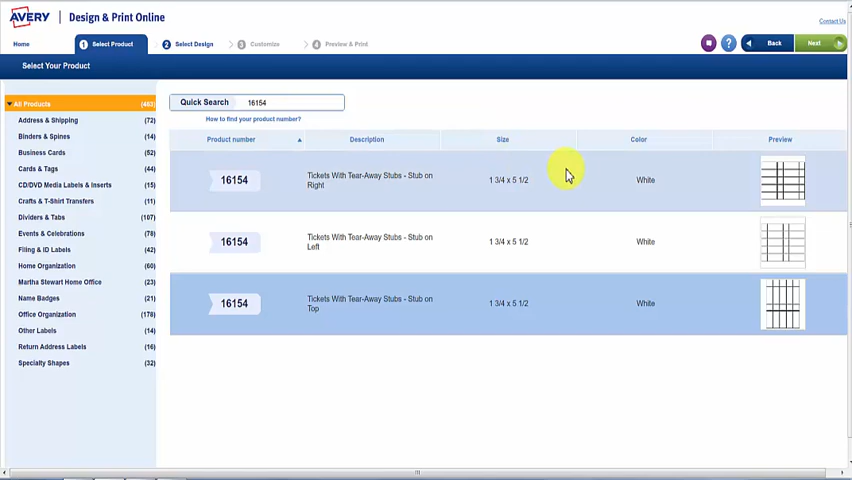 AVERY Design & Print Online
Contact Us
Home 1 Select Product 2 Select Design 3 Customize 4 Preview & Print ? Back Next
Select Your Product
All Products (463)
Address & Shipping (72)
Binders & Spines (14)
Business Cards (52)
Cards & Tags (44)
CD/DVD Media Labels & Inserts (15)
Crafts & T-Shirt Transfers (11)
Dividers & Tabs (107)
Events & Celebrations (78)
Filing & ID Labels (42)
Home Organization (60)
Martha Stewart Home Office (23)
Name Badges (21)
Office Organization (178)
Other Labels (14)
Return Address Labels (16)
Specialty Shapes (32)
Quick Search 16154
How to find your product number?
Product number Description Size Color Preview
16154 Tickets With Tear-Away Stubs - Stub on
Right 1 3/4 x 5 1/2 White
16154 Tickets With Tear-Away Stubs - Stub on
Left 1 3/4 x 5 1/2 White
16154 Tickets With Tear-Away Stubs - Stub on
Top 1 3/4 x 5 1/2 White